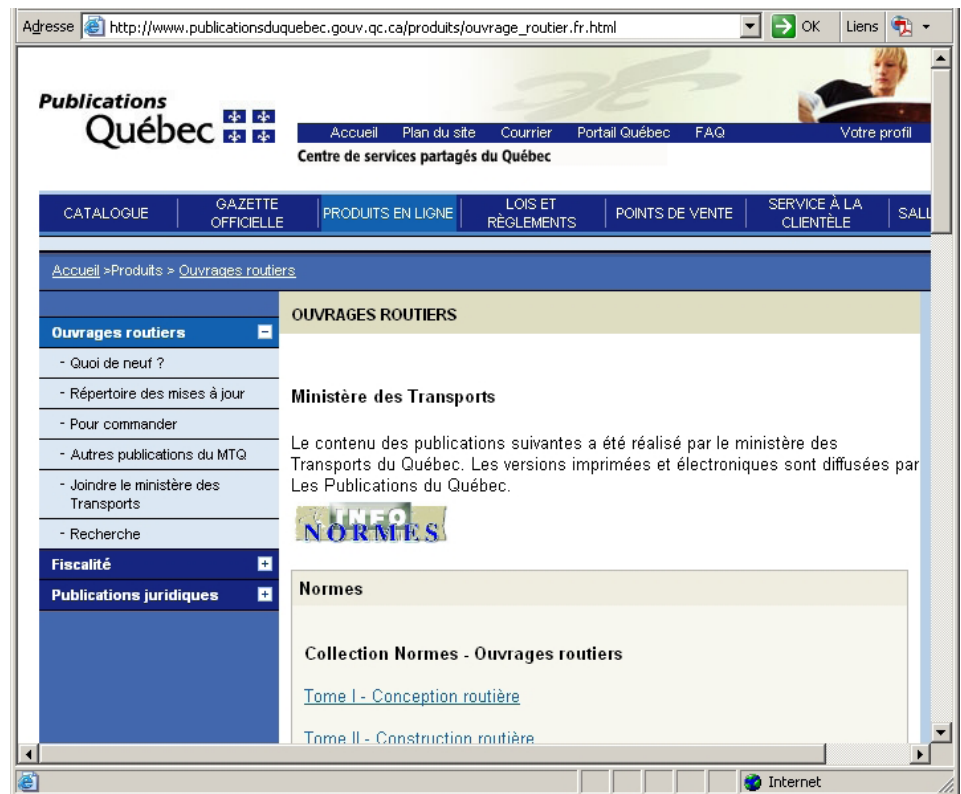 Adresse http://www.publicationsduquebec.gouv.qc.ca/produits/ouvrage_routier.fr.html OK Liens
Publications
Québec
Accueil Plan du site Courrier Portail Québec FAQ Votre profil
Centre de services partagés du Québec
CATALOGUE
GAZETTE
OFFICIELLE
PRODUITS EN LIGNE
LOIS ET
RÈGLEMENTS
POINTS DE VENTE
SERVICE À LA
CLIENTÈLE
SALL
Accueil >Produits > Ouvrages routiers
Ouvrages routiers
- Quoi de neuf ?
- Répertoire des mises à jour
- Pour commander
- Autres publications du MTQ
- Joindre le ministère des
Transports
- Recherche
Fiscalité
Publications juridiques
OUVRAGES ROUTIERS
Ministère des Transports
Le contenu des publications suivantes a été réalisé par le ministère des
Transports du Québec. Les versions imprimées et électroniques sont diffusées par
Les Publications du Québec.
INFO
NORMES
Normes
Collection Normes - Ouvrages routiers
Tome I - Conception routière
Tome II - Construction routière
Internet